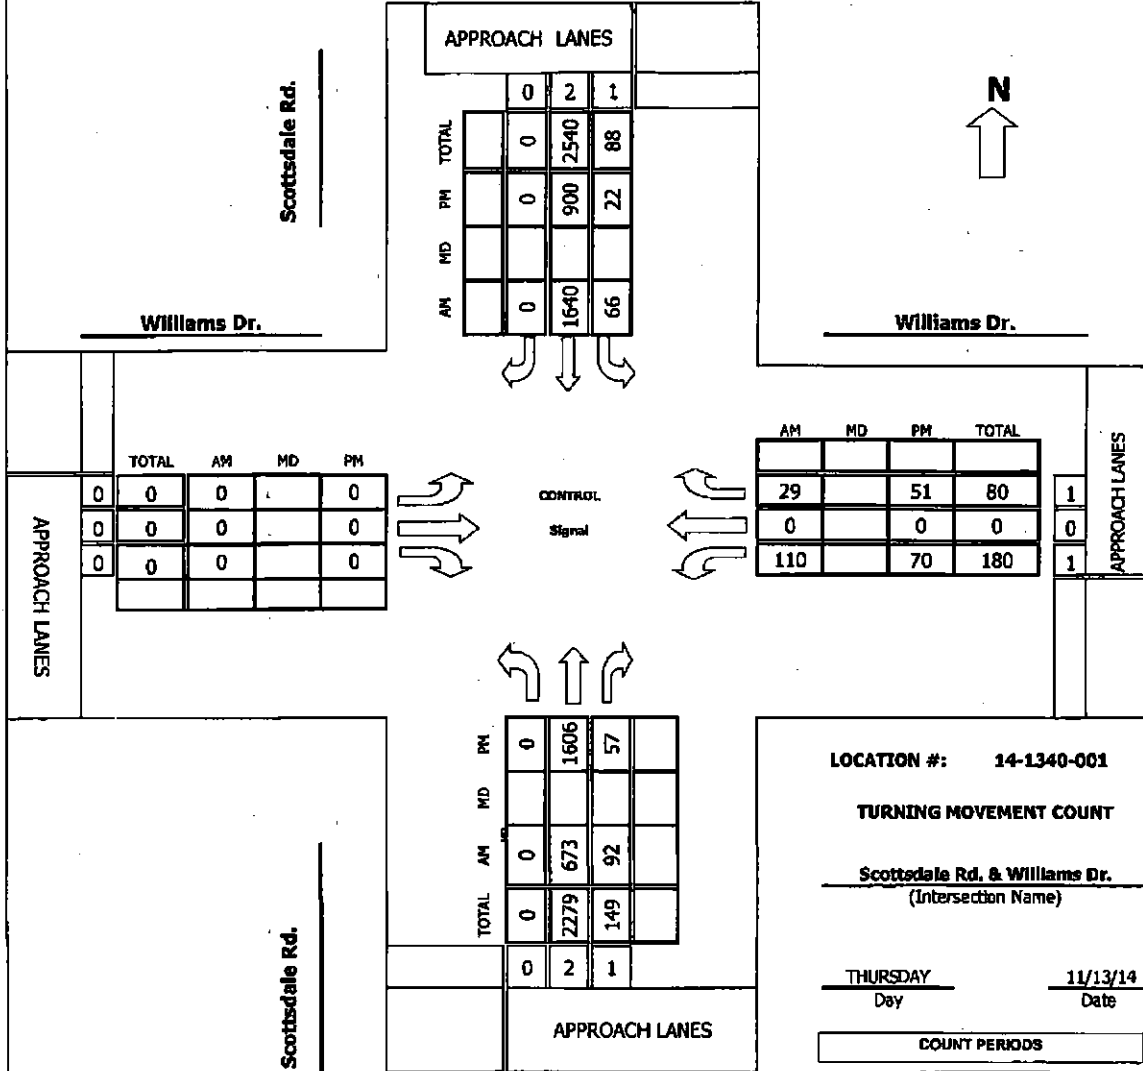 APPROACH LANES
Scottsdale Rd.
N
0 2 1
TOTAL 0 2540 88
PM 0 900 22
MD
AM 0 1640 66
Williams Dr.
Williams Dr.
AM MD PM TOTAL
29 51 80 1
0 0 0 0
110 70 180 1
APPROACH LANES
TOTAL AM MD PM
0 0 0 0
0 0 0 0
0 0 0 0
APPROACH LANES
CONTROL
Signal
PM 0 1606 57
MD
AM 0 673 92
TOTAL 0 2279 149
0 2 1
APPROACH LANES
Scottsdale Rd.
LOCATION #: 14-1340-001
TURNING MOVEMENT COUNT
Scottsdale Rd. & Williams Dr.
(Intersection Name)
THURSDAY 11/13/14
Day Date
COUNT PERIODS